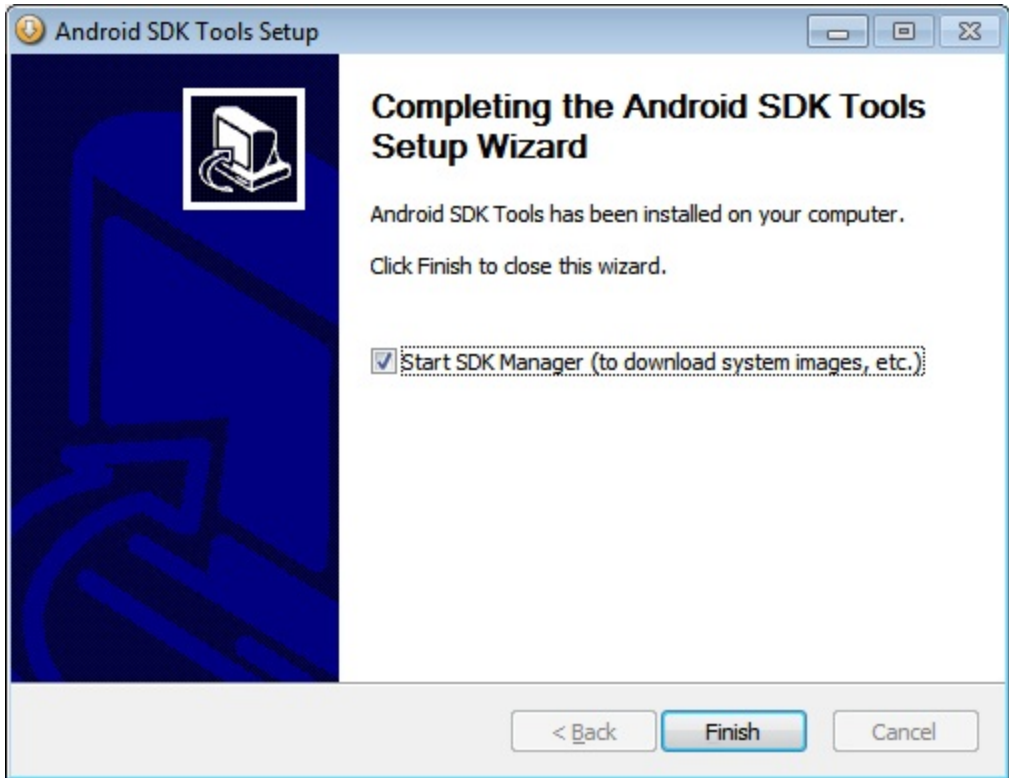 Android SDK Tools Setup
Completing the Android SDK Tools
Setup Wizard
Android SDK Tools has been installed on your computer.
Click Finish to close this wizard.
Start SDK Manager (to download system images, etc.)
< Back
Finish
Cancel